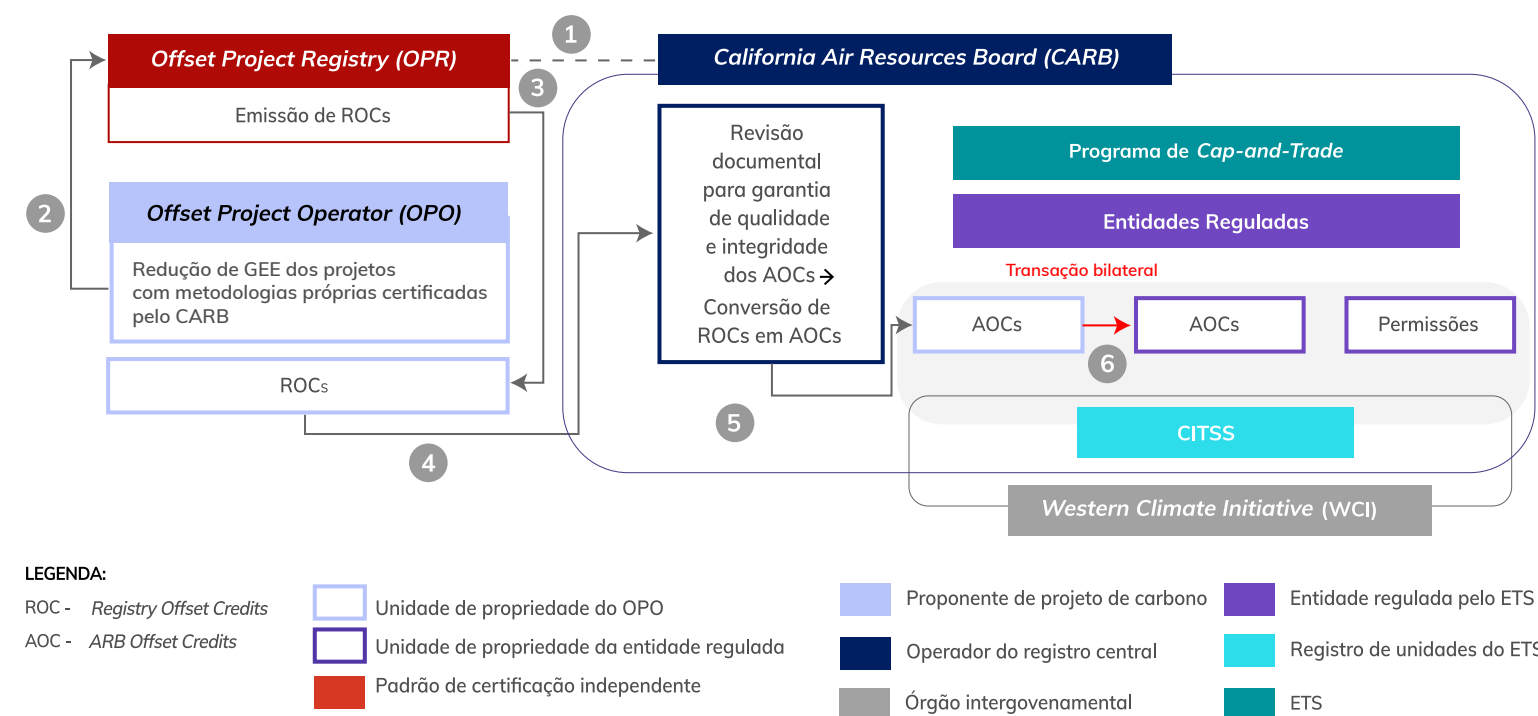 1
Offset Project Registry (OPR)
California Air Resources Board (CARB)
3
Emissão de ROCs
2
Offset Project Operator (OPO)
Redução de GEE dos projetos
com metodologias próprias certificadas
pelo CARB
ROCs
4
Revisão
documental
para garantia
de qualidade
e integridade
dos AOCs →
Conversão de
ROCs em AOCs
5
Programa de Cap-and-Trade
Entidades Reguladas
Transação bilateral
AOCs
AOCs
Permissões
6
CITSS
Western Climate Initiative (WCI)
LEGENDA:
ROC - Registry Offset Credits
AOC - ARB Offset Credits
Unidade de propriedade do OPO
Unidade de propriedade da entidade regulada
Padrão de certificação independente
Proponente de projeto de carbono
Operador do registro central
Órgão intergovenamental
Entidade regulada pelo ETS
Registro de unidades do ETS
ETS